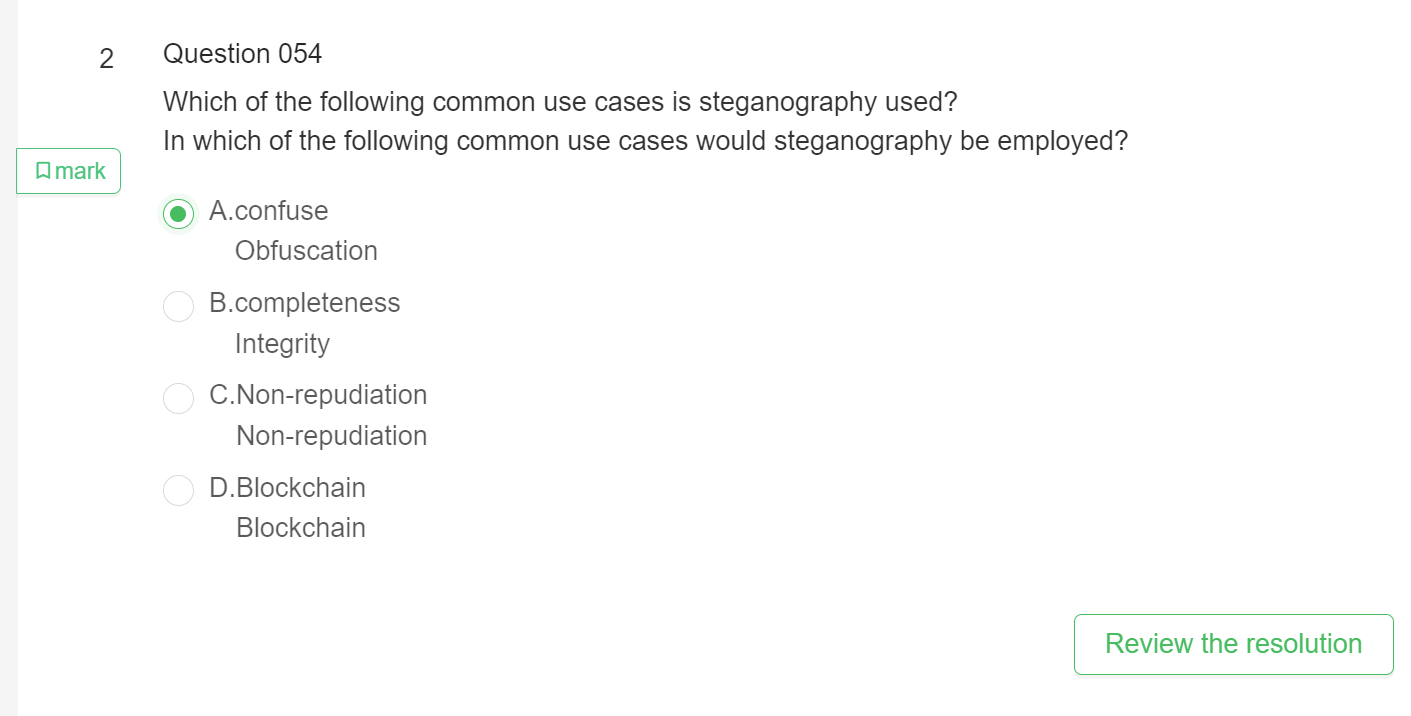 2
Question 054
Which of the following common use cases is steganography used?
In which of the following common use cases would steganography be employed?
mark
A.confuse
Obfuscation
B.completeness
Integrity
C.Non-repudiation
Non-repudiation
D.Blockchain
Blockchain
Review the resolution